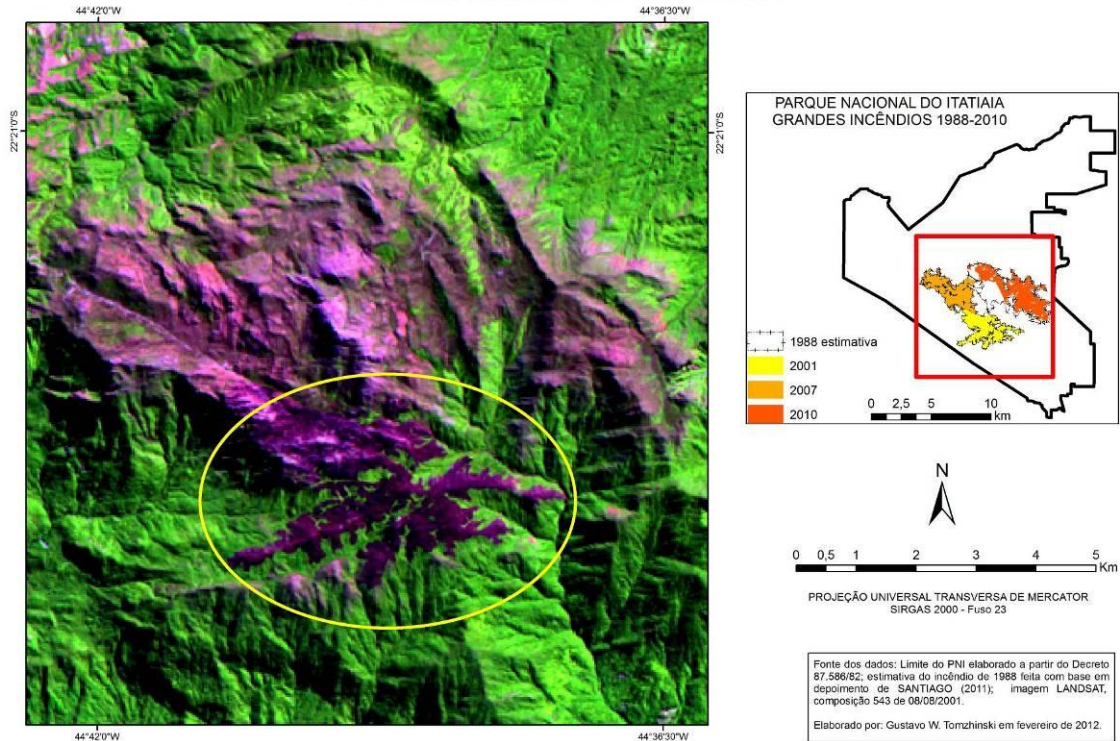 44°42'0"W
44°36'30"W
22°21'0"S
22°21'0"S
44°42'0"W
44°36'30"W
PARQUE NACIONAL DO ITATIAIA
GRANDES INCÊNDIOS 1988-2010
1988 estimativa
2001
2007
2010
0 2,5 5 10
km
N
0 0,5 1 2 3 4 5
Km
PROJEÇÃO UNIVERSAL TRANSVERSA DE MERCATOR
SIRGAS 2000 - Fuso 23
Fonte dos dados: Limite do PNI elaborado a partir do Decreto
87.586/82; estimativa do incêndio de 1988 feita com base em
depoimento de SANTIAGO (2011); imagem LANDSAT,
composição 543 de 08/08/2001.
Elaborado por: Gustavo W. Tomzhinski em fevereiro de 2012.